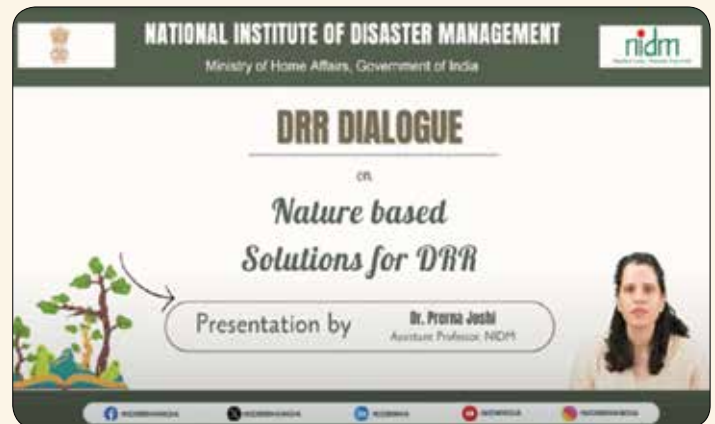 NATIONAL INSTITUTE OF DISASTER MANAGEMENT
Ministry of Home Affairs, Government of India
nidm
DRR DIALOGUE
on
Nature based
Solutions for DRR
Presentation by
Dr. Prerna Joshi
Assistant Professor, NIDM